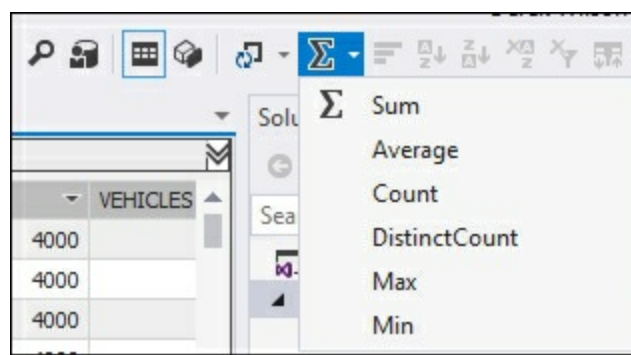 Σ
Solu
Σ Sum
Average
VEHICLES
Count
Sea
4000
DistinctCount
4000
Max
4000
Min